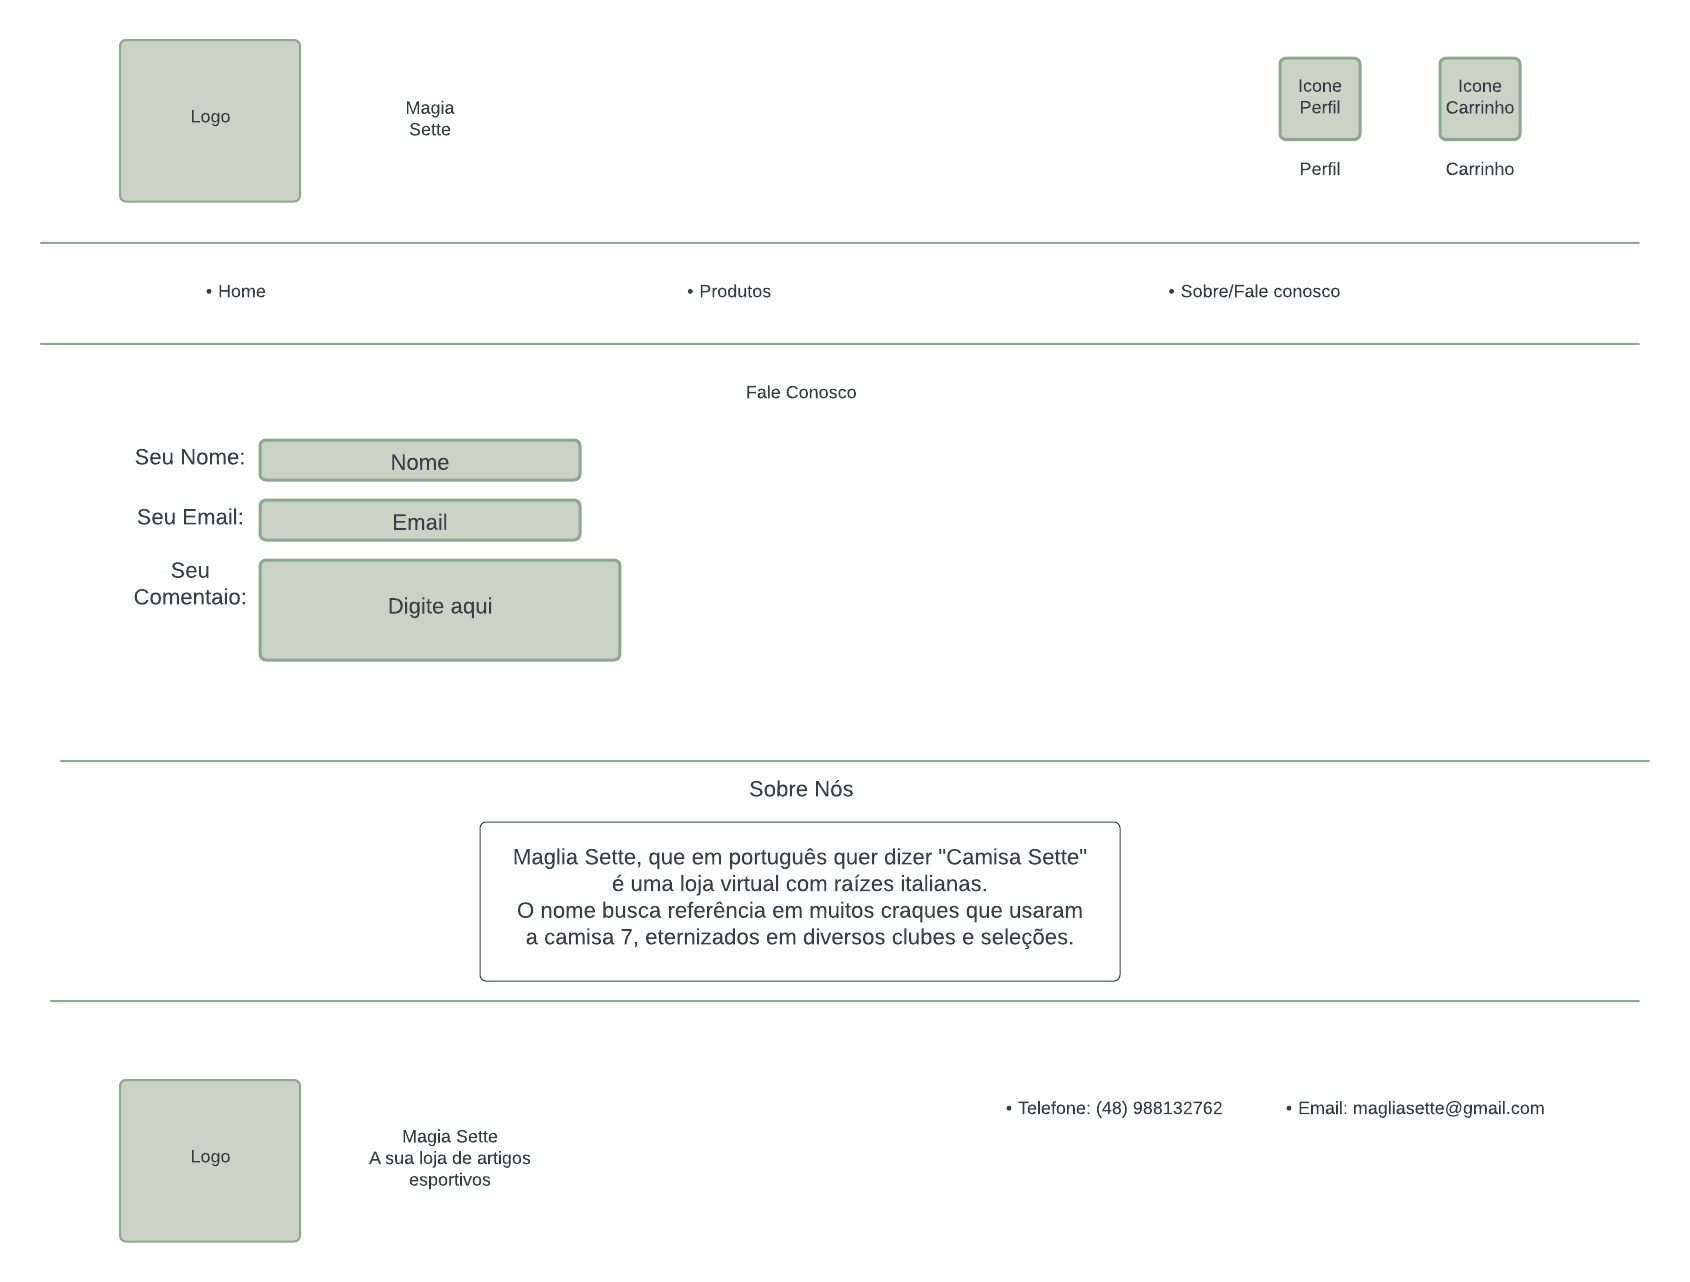 Logo
Magia
Sette
Icone
Perfil
Icone
Carrinho
Perfil
Carrinho
• Home
• Produtos
• Sobre/Fale conosco
Fale Conosco
Seu Nome:
Nome
Seu Email:
Email
Seu
Comentaio:
Digite aqui
Sobre Nós
Maglia Sette, que em português quer dizer "Camisa Sette"
é uma loja virtual com raízes italianas.
O nome busca referência em muitos craques que usaram
a camisa 7, eternizados em diversos clubes e seleções.
Logo
Magia Sette
A sua loja de artigos
esportivos
• Telefone: (48) 988132762
• Email: magliasette@gmail.com